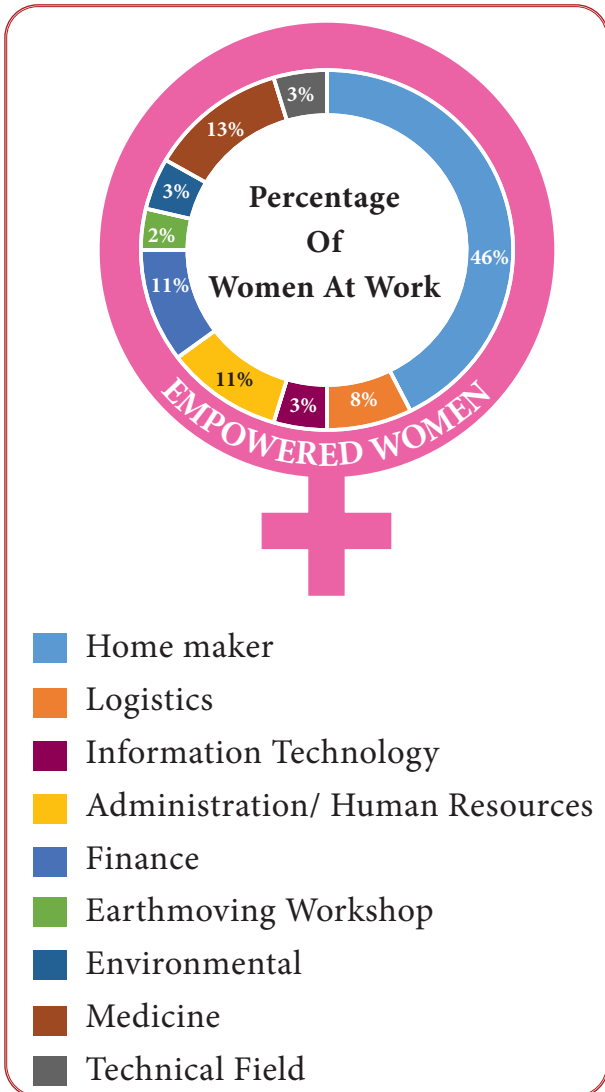 3%
13%
3%
2%
11%
11%
3%
8%
46%
Percentage
Of
Women At Work
EMPOWERED WOMEN
Home maker
Logistics
Information Technology
Administration/ Human Resources
Finance
Earthmoving Workshop
Environmental
Medicine
Technical Field